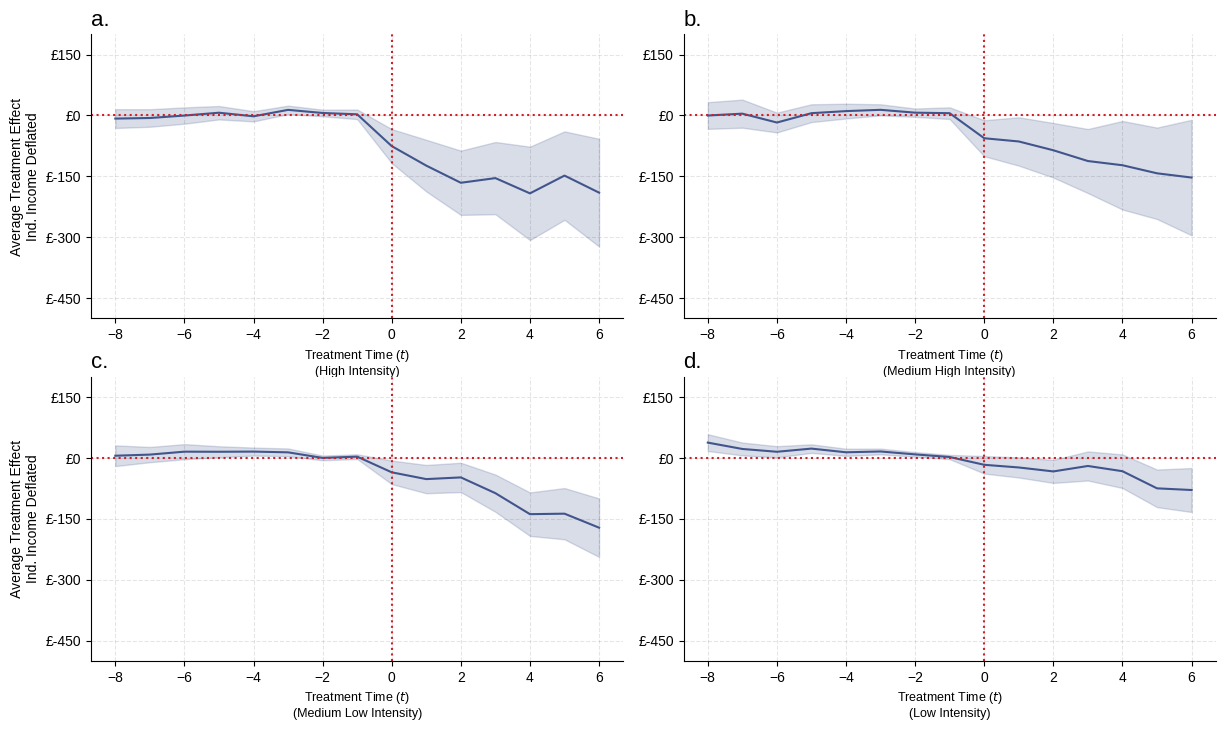 a.
£150
£0
£-150
£-300
£-450
Average Treatment Effect
Ind. Income Deflated
−8 −6 −4 −2 0 2 4 6
Treatment Time (t)
(High Intensity)
b.
£150
£0
£-150
£-300
£-450
−8 −6 −4 −2 0 2 4 6
Treatment Time (t)
(Medium High Intensity)
c.
£150
£0
£-150
£-300
£-450
Average Treatment Effect
Ind. Income Deflated
−8 −6 −4 −2 0 2 4 6
Treatment Time (t)
(Medium Low Intensity)
d.
£150
£0
£-150
£-300
£-450
−8 −6 −4 −2 0 2 4 6
Treatment Time (t)
(Low Intensity)